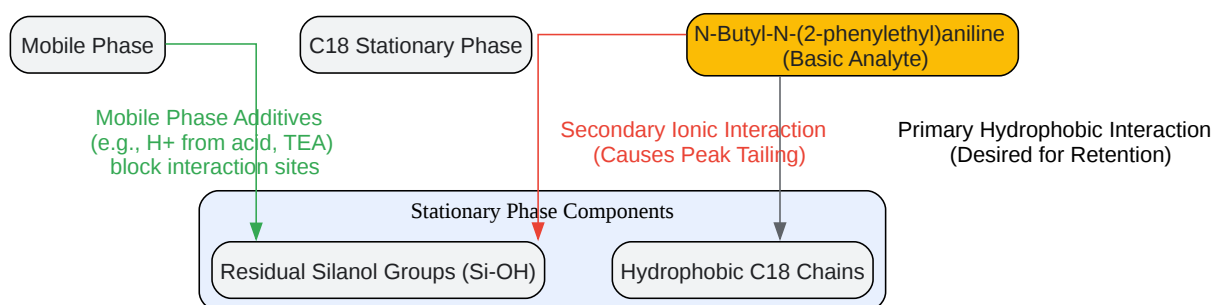 Mobile Phase
C18 Stationary Phase
N-Butyl-N-(2-phenylethyl)aniline
(Basic Analyte)
Mobile Phase Additives
(e.g., H+ from acid, TEA)
block interaction sites
Secondary Ionic Interaction
(Causes Peak Tailing)
Primary Hydrophobic Interaction
(Desired for Retention)
Stationary Phase Components
Residual Silanol Groups (Si-OH)
Hydrophobic C18 Chains